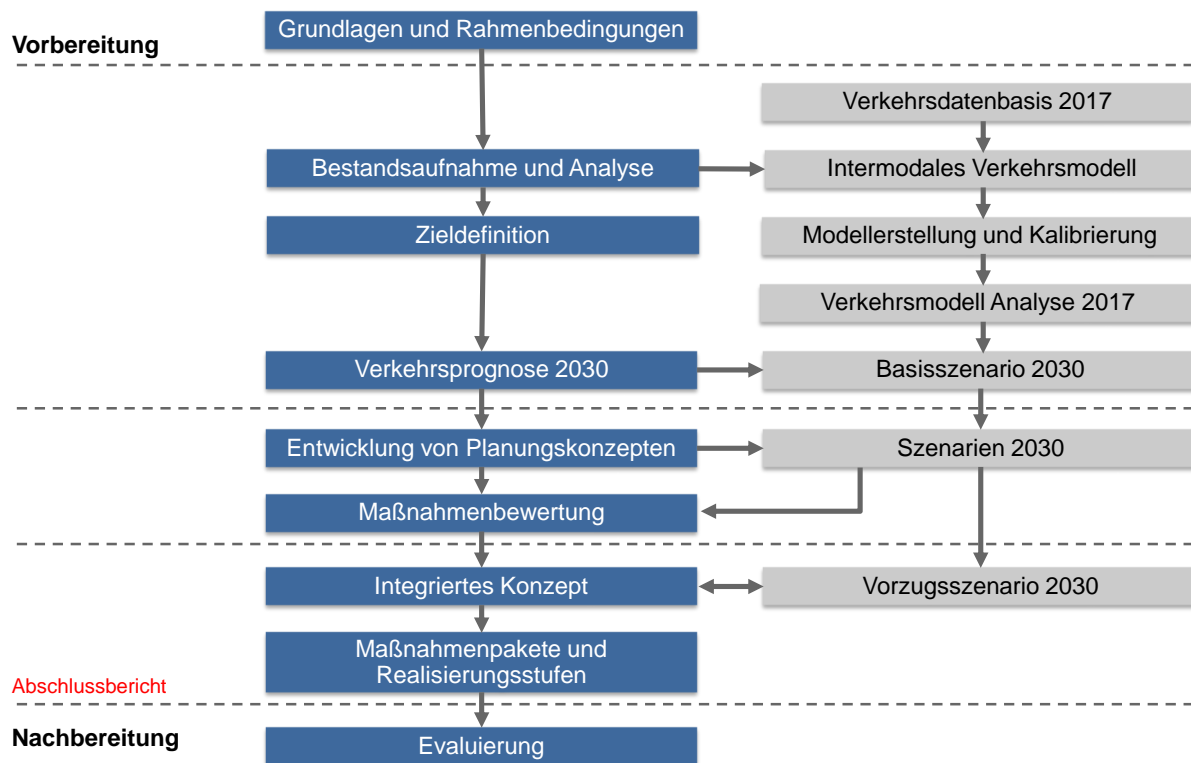 Grundlagen und Rahmenbedingungen
Vorbereitung
Verkehrsdatenbasis 2017
Bestandsaufnahme und Analyse
Intermodales Verkehrsmodell
Zieldefinition
Modellerstellung und Kalibrierung
Verkehrsmodell Analyse 2017
Verkehrsprognose 2030
Basisszenario 2030
Entwicklung von Planungskonzepten
Szenarien 2030
Maßnahmenbewertung
Integriertes Konzept
Vorzugsszenario 2030
Maßnahmenpakete und
Realisierungsstufen
Abschlussbericht
Nachbereitung
Evaluierung